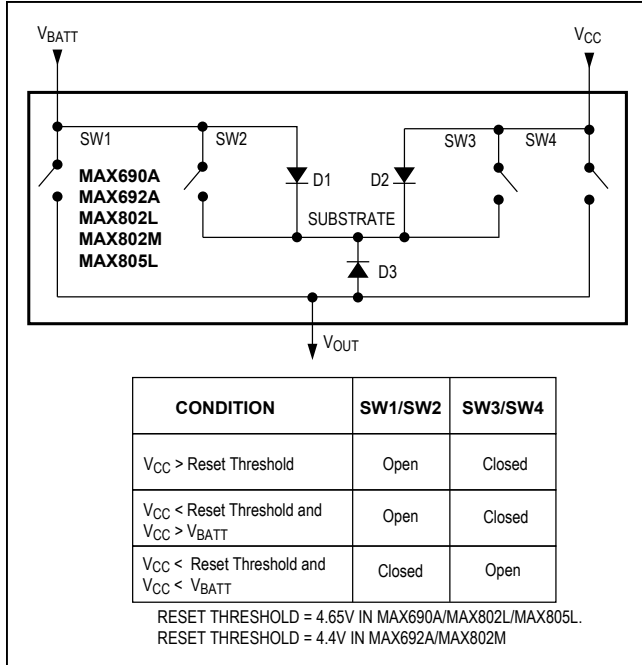 VBATT
VCC
SW1
SW2
SW3
SW4
MAX690A
MAX692A
MAX802L
MAX802M
MAX805L
D1
D2
SUBSTRATE
D3
VOUT
CONDITION SW1/SW2 SW3/SW4
VCC > Reset Threshold Open Closed
VCC < Reset Threshold and
VCC > VBATT
Open Closed
VCC < Reset Threshold and
VCC < VBATT
Closed Open
RESET THRESHOLD = 4.65V IN MAX690A/MAX802L/MAX805L.
RESET THRESHOLD = 4.4V IN MAX692A/MAX802M